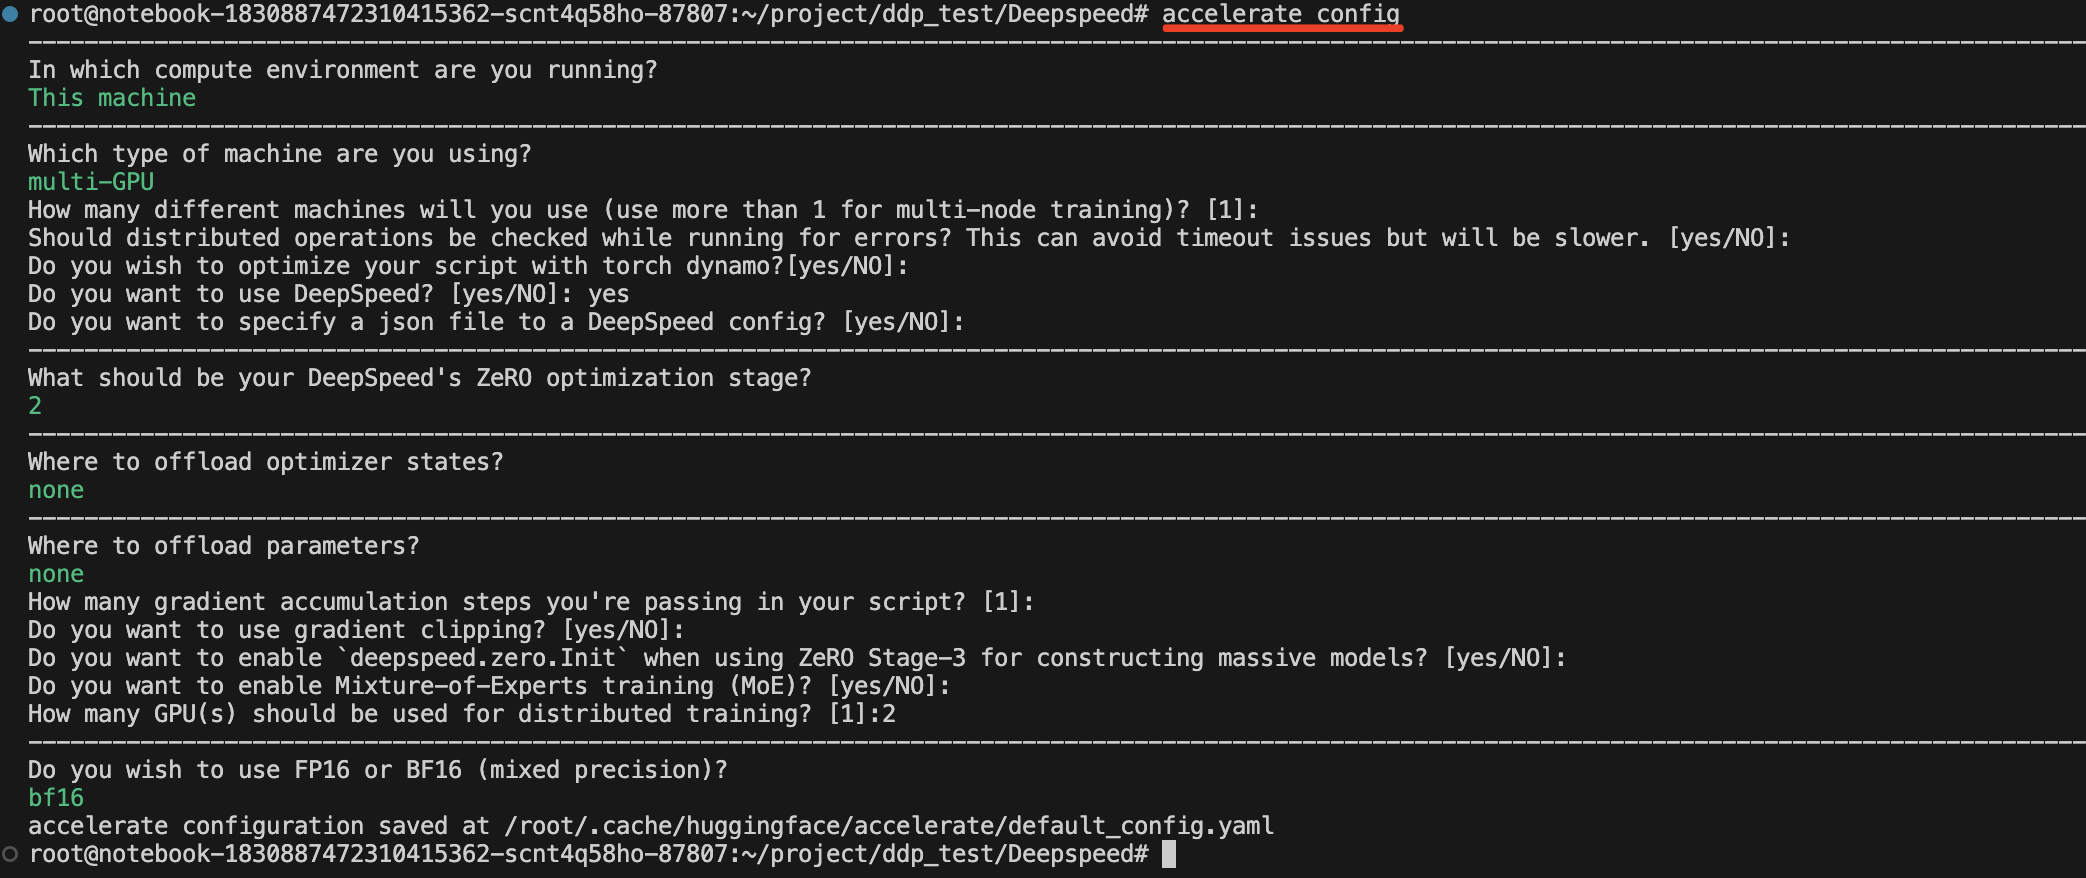 root@notebook-1830887472310415362-scnt4q58ho-87807:~/project/ddp_test/Deepspeed# accelerate config
In which compute environment are you running?
This machine
Which type of machine are you using?
multi-GPU
How many different machines will you use (use more than 1 for multi-node training)? [1]:
Should distributed operations be checked while running for errors? This can avoid timeout issues but will be slower. [yes/NO]:
Do you wish to optimize your script with torch dynamo?[yes/NO]:
Do you want to use DeepSpeed? [yes/NO]: yes
Do you want to specify a json file to a DeepSpeed config? [yes/NO]:
What should be your DeepSpeed's ZeRO optimization stage?
2
Where to offload optimizer states?
none
Where to offload parameters?
none
How many gradient accumulation steps you're passing in your script? [1]:
Do you want to use gradient clipping? [yes/NO]:
Do you want to enable `deepspeed.zero.Init` when using ZeRO Stage-3 for constructing massive models? [yes/NO]:
Do you want to enable Mixture-of-Experts training (MoE)? [yes/NO]:
How many GPU(s) should be used for distributed training? [1]:2
Do you wish to use FP16 or BF16 (mixed precision)?
bf16
accelerate configuration saved at /root/.cache/huggingface/accelerate/default_config.yaml
root@notebook-1830887472310415362-scnt4q58ho-87807:~/project/ddp_test/Deepspeed#